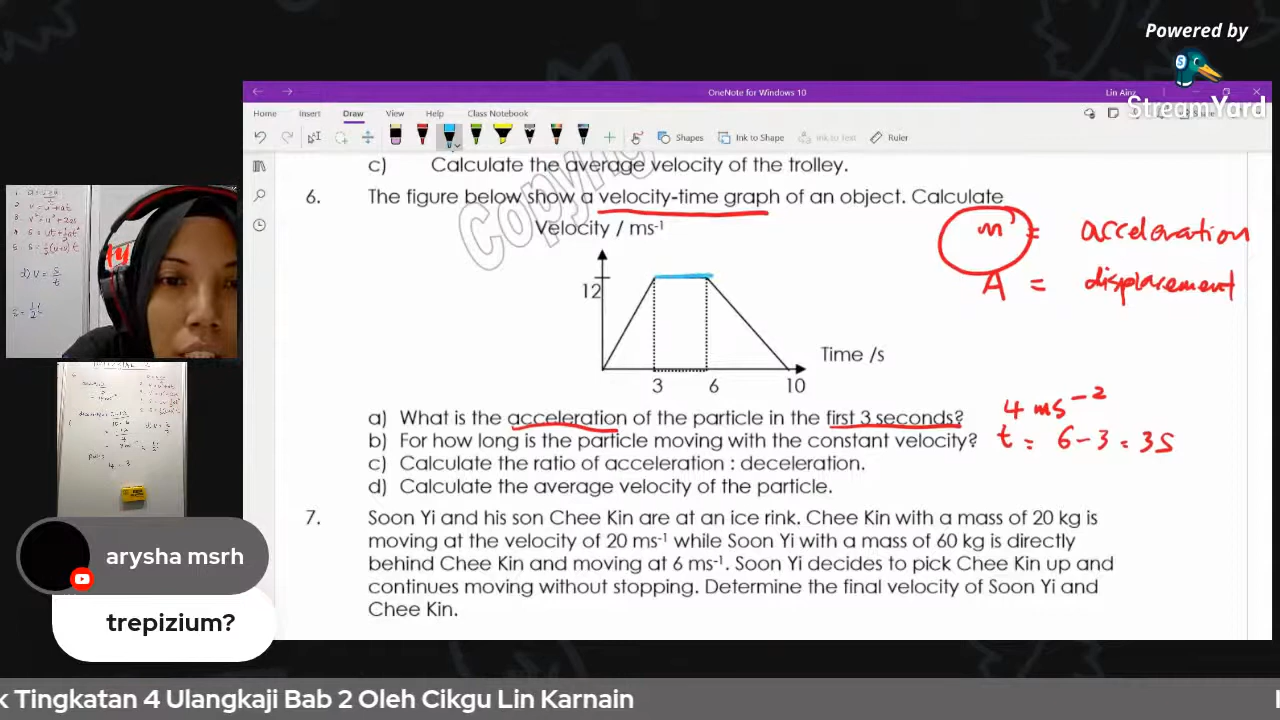 Powered by
StreamYard
OneNote for Windows 10
Lin Ainz
Home Insert Draw View Help Class Notebook
Shapes Ink to Shape Ink to Text Ruler
c) Calculate the average velocity of the trolley.
6. The figure below show a velocity-time graph of an object. Calculate
Velocity / ms-¹
m = acceleration
A = displacement
12
Time /s
3 6 10
a) What is the acceleration of the particle in the first 3 seconds?
4 ms⁻²
b) For how long is the particle moving with the constant velocity?
t = 6 - 3 = 3s
c) Calculate the ratio of acceleration : deceleration.
d) Calculate the average velocity of the particle.
7. Soon Yi and his son Chee Kin are at an ice rink. Chee Kin with a mass of 20 kg is
moving at the velocity of 20 ms-¹ while Soon Yi with a mass of 60 kg is directly
behind Chee Kin and moving at 6 ms-¹. Soon Yi decides to pick Chee Kin up and
continues moving without stopping. Determine the final velocity of Soon Yi and
Chee Kin.
arysha msrh
trepizium?
k Tingkatan 4 Ulangkaji Bab 2 Oleh Cikgu Lin Karnain